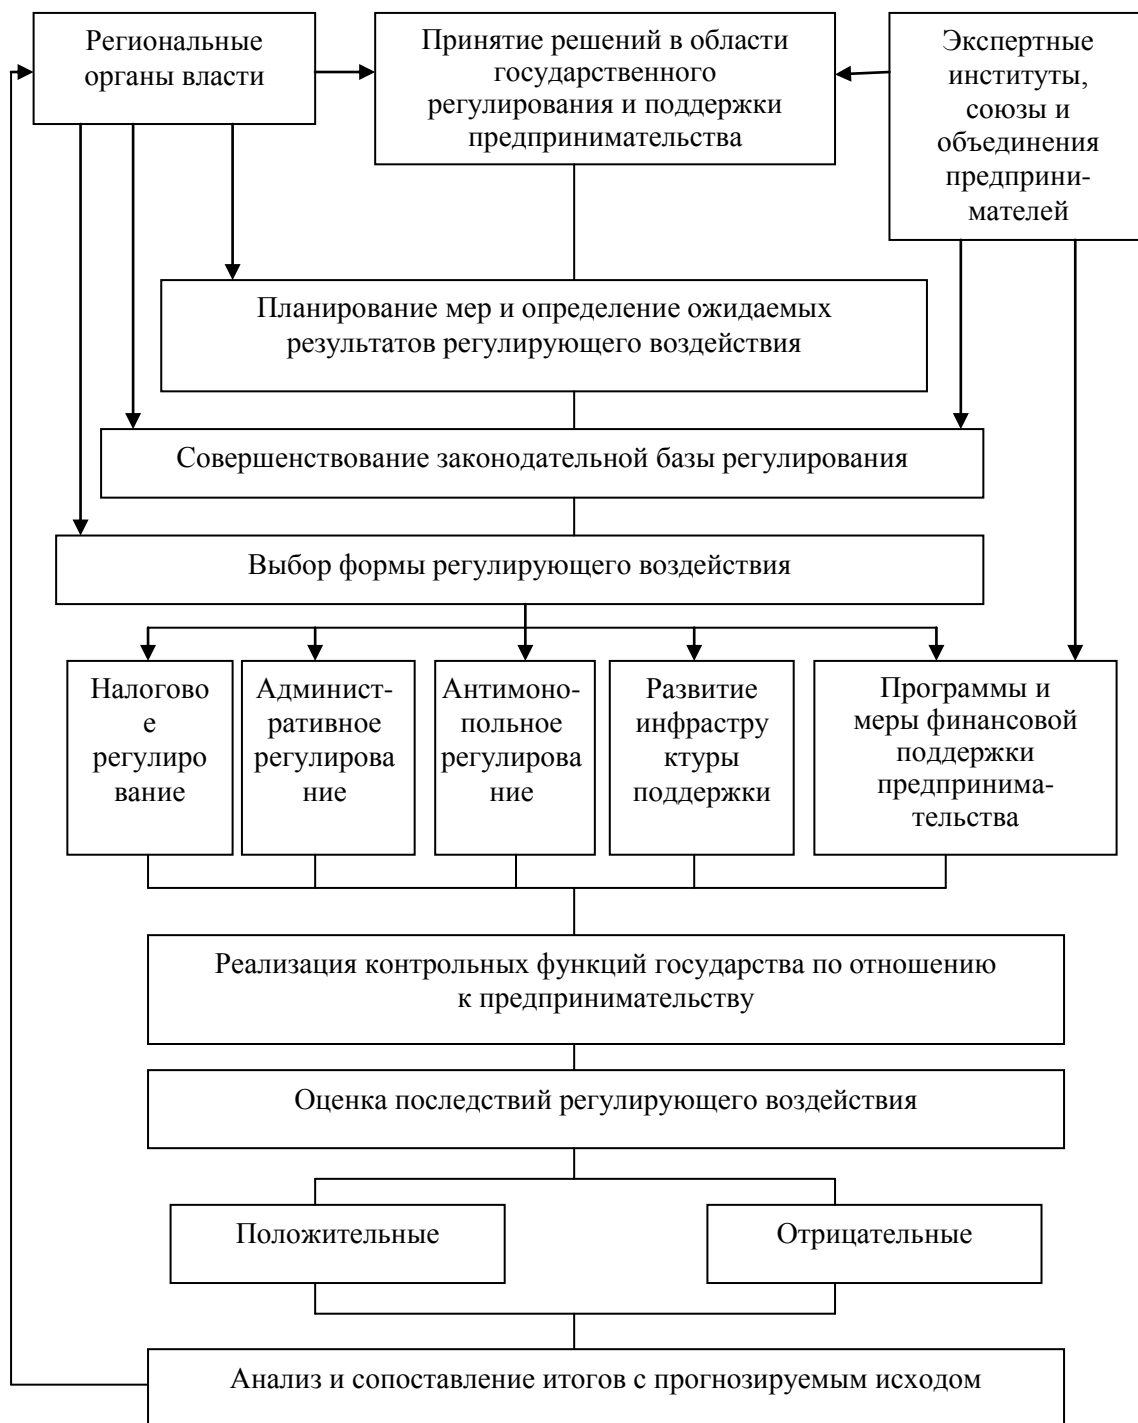 Региональные
органы власти
Принятие решений в области
государственного
регулирования и поддержки
предпринимательства
Экспертные
институты,
союзы и
объединения
предприни-
мателей
Планирование мер и определение ожидаемых
результатов регулирующего воздействия
Совершенствование законодательной базы регулирования
Выбор формы регулирующего воздействия
Налогово
е
регулиро
вание
Админист-
ративное
регулирова
ние
Антимоно-
польное
регулирова
ние
Развитие
инфрастру
ктуры
поддержки
Программы и
меры финансовой
поддержки
предпринима-
тельства
Реализация контрольных функций государства по отношению
к предпринимательству
Оценка последствий регулирующего воздействия
Положительные
Отрицательные
Анализ и сопоставление итогов с прогнозируемым исходом